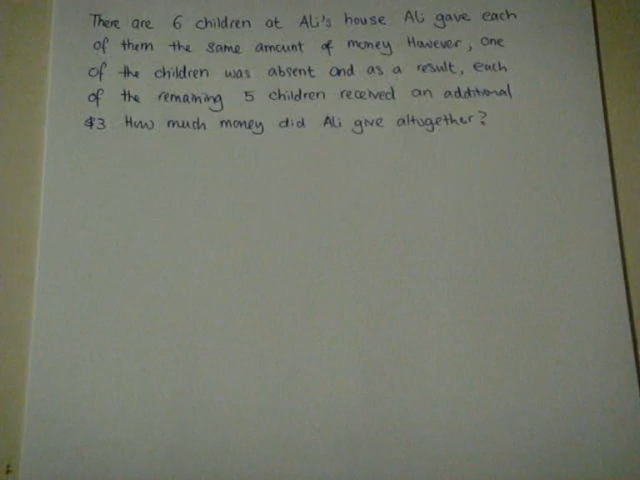 There are 6 children at Ali's house Ali gave each
of them the same amount of money However, one
of the children was absent and as a result, each
of the remaining 5 children received an additional
$3 How much money did Ali give altogether?